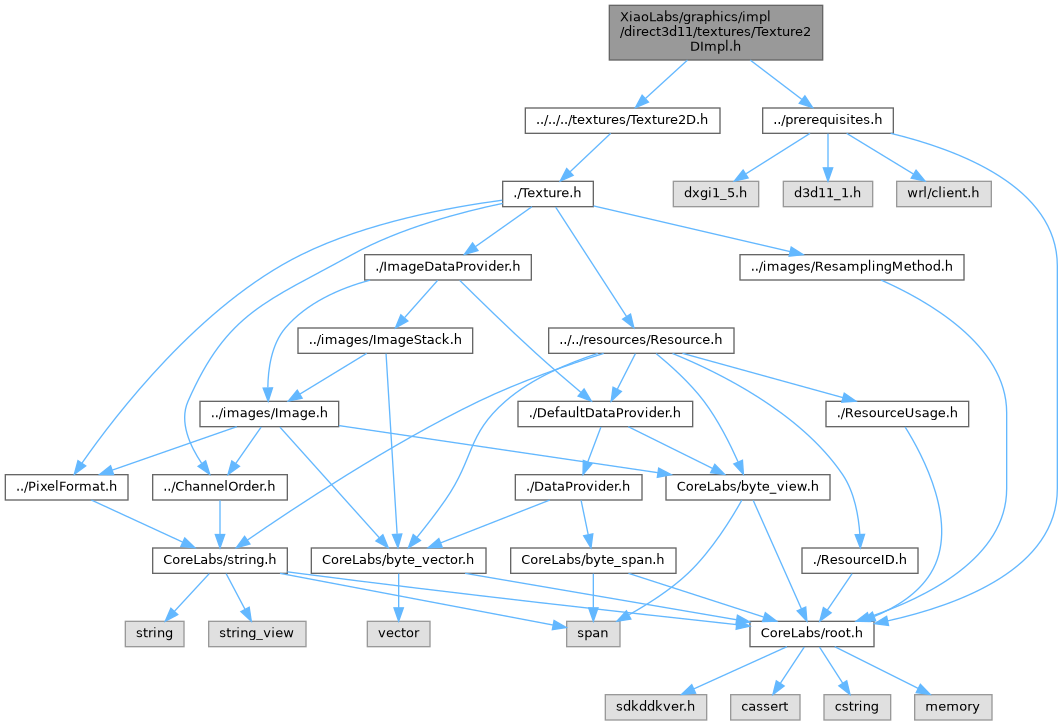 XiaoLabs/graphics/impl
/direct3d11/textures/Texture2
DImpl.h
../../../textures/Texture2D.h
../prerequisites.h
./Texture.h
dxgi1_5.h
d3d11_1.h
wrl/client.h
./ImageDataProvider.h
../images/ResamplingMethod.h
../images/ImageStack.h
../../resources/Resource.h
../images/Image.h
./DefaultDataProvider.h
./ResourceUsage.h
../PixelFormat.h
../ChannelOrder.h
./DataProvider.h
CoreLabs/byte_view.h
CoreLabs/string.h
CoreLabs/byte_vector.h
CoreLabs/byte_span.h
./ResourceID.h
string
string_view
vector
span
CoreLabs/root.h
sdkddkver.h
cassert
cstring
memory